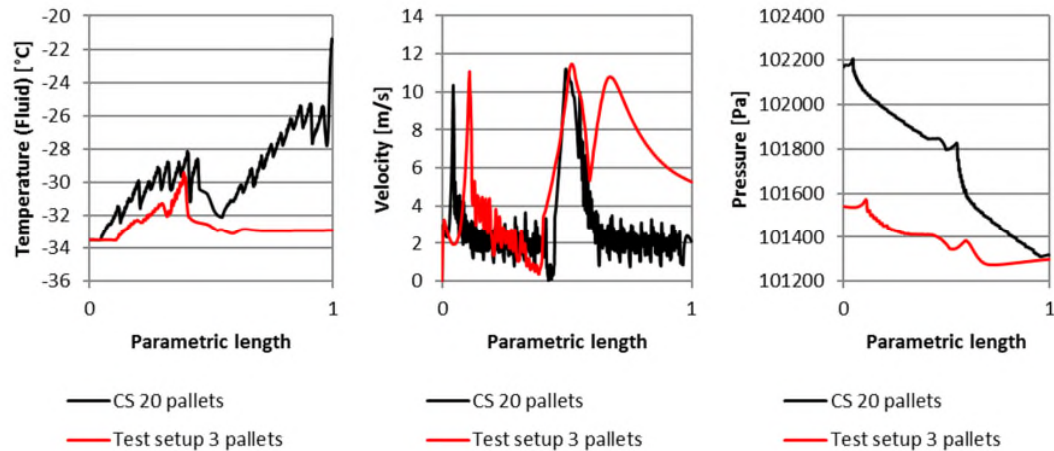 Temperature (Fluid) [°C]
-20
-22
-24
-26
-28
-30
-32
-34
-36
0
1
Parametric length
CS 20 pallets
Test setup 3 pallets
Velocity [m/s]
14
12
10
8
6
4
2
0
0
1
Parametric length
CS 20 pallets
Test setup 3 pallets
Pressure [Pa]
102400
102200
102000
101800
101600
101400
101200
0
1
Parametric length
CS 20 pallets
Test setup 3 pallets